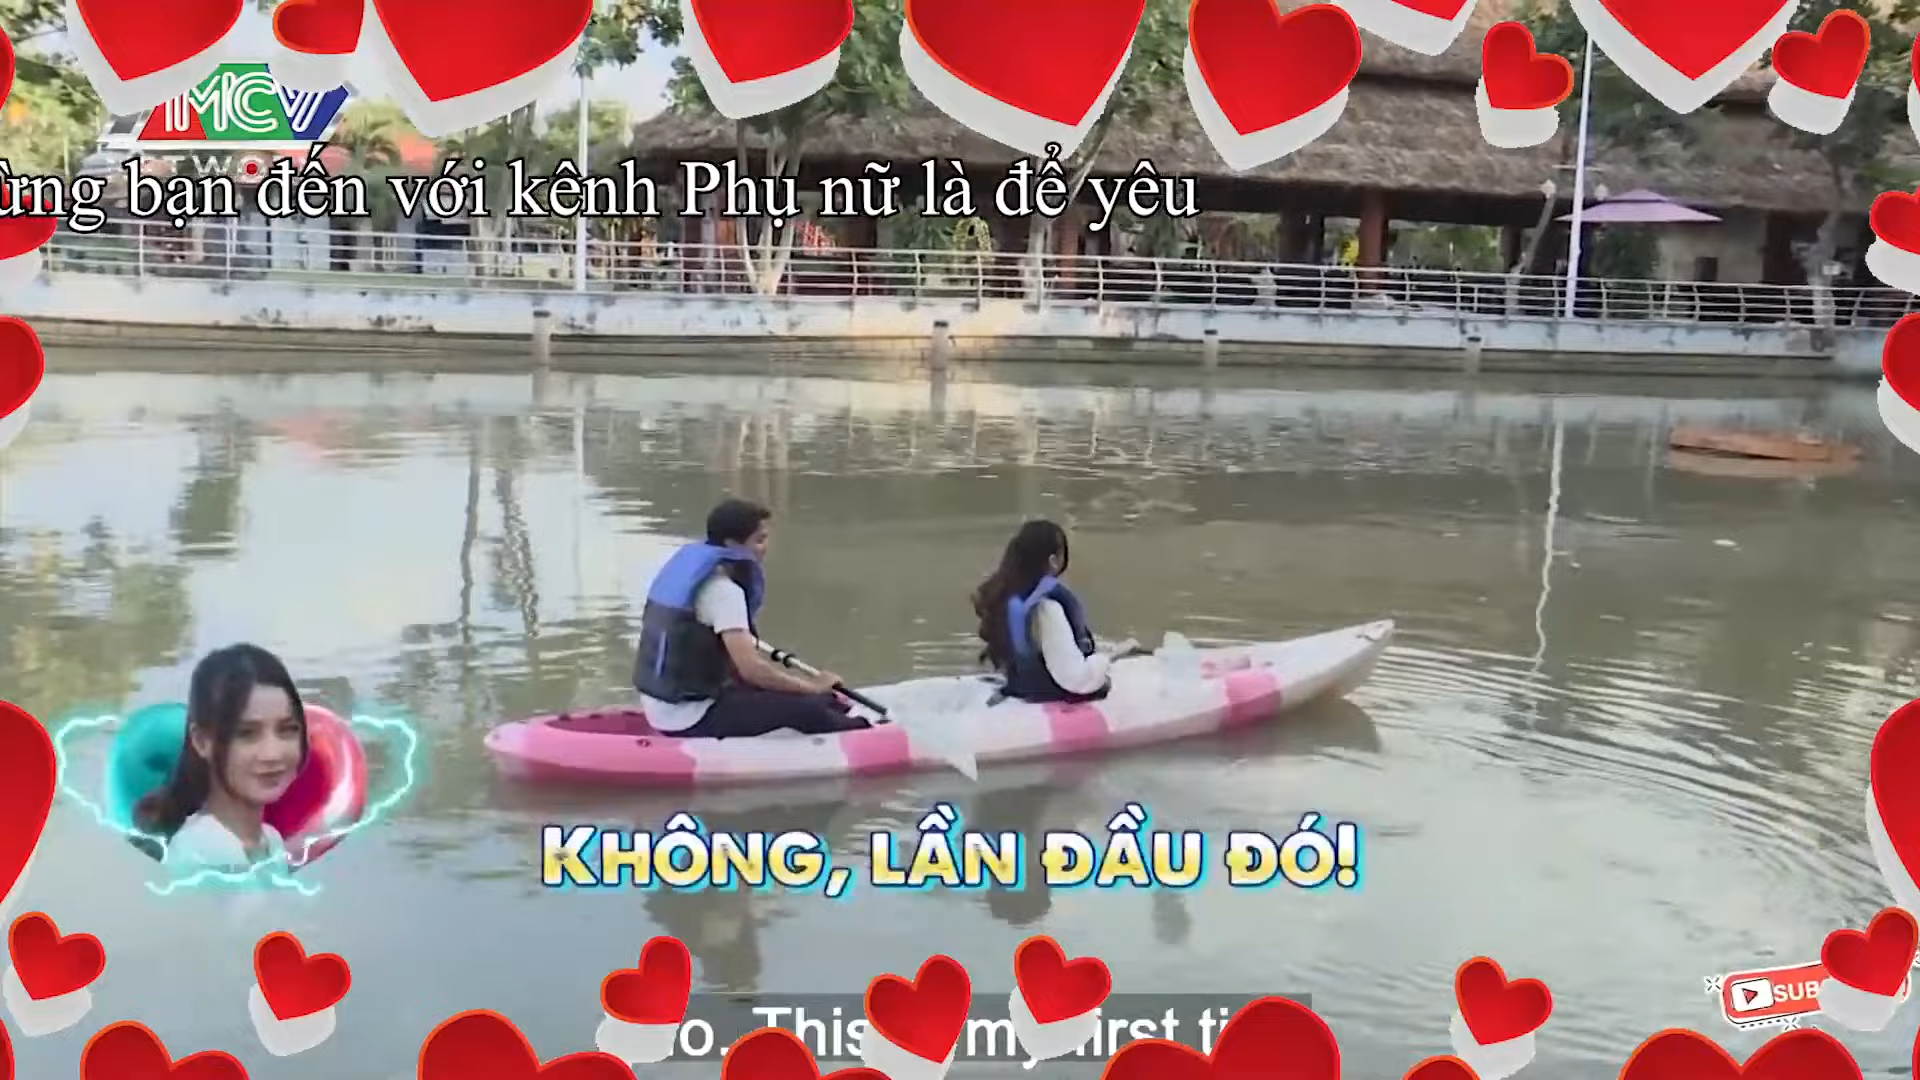 MCV
ừng bạn đến với kênh Phụ nữ là để yêu
KHÔNG, LẦN ĐẦU ĐÓ!
This my first
SUB